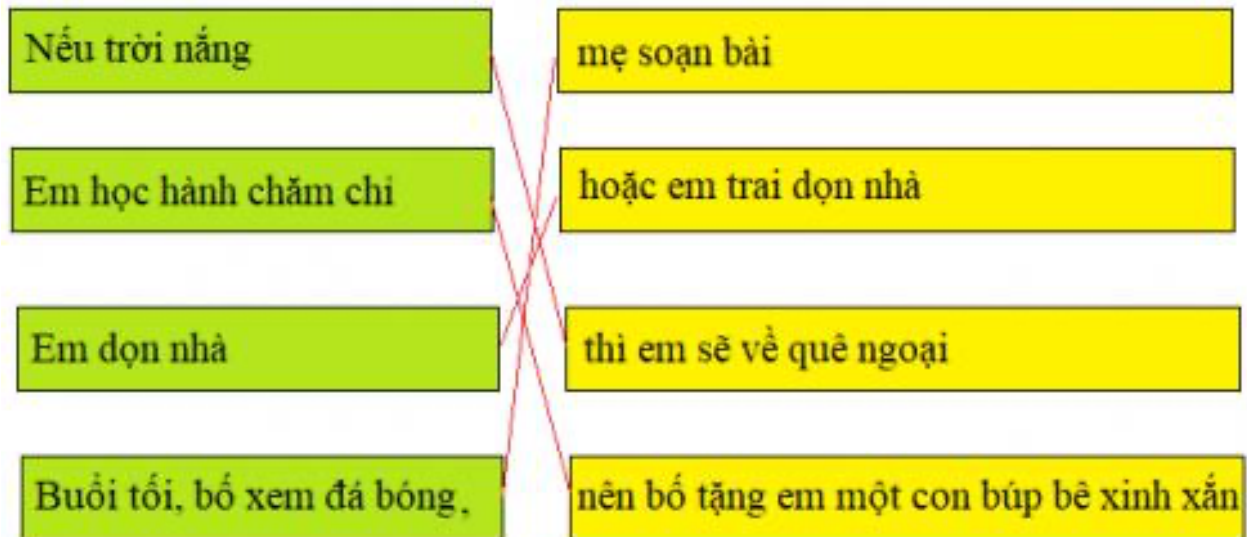 Nếu trời nắng
mẹ soạn bài
Em học hành chăm chỉ
hoặc em trai dọn nhà
Em dọn nhà
thì em sẽ về quê ngoại
Buổi tối, bố xem đá bóng,
nên bố tặng em một con búp bê xinh xắn